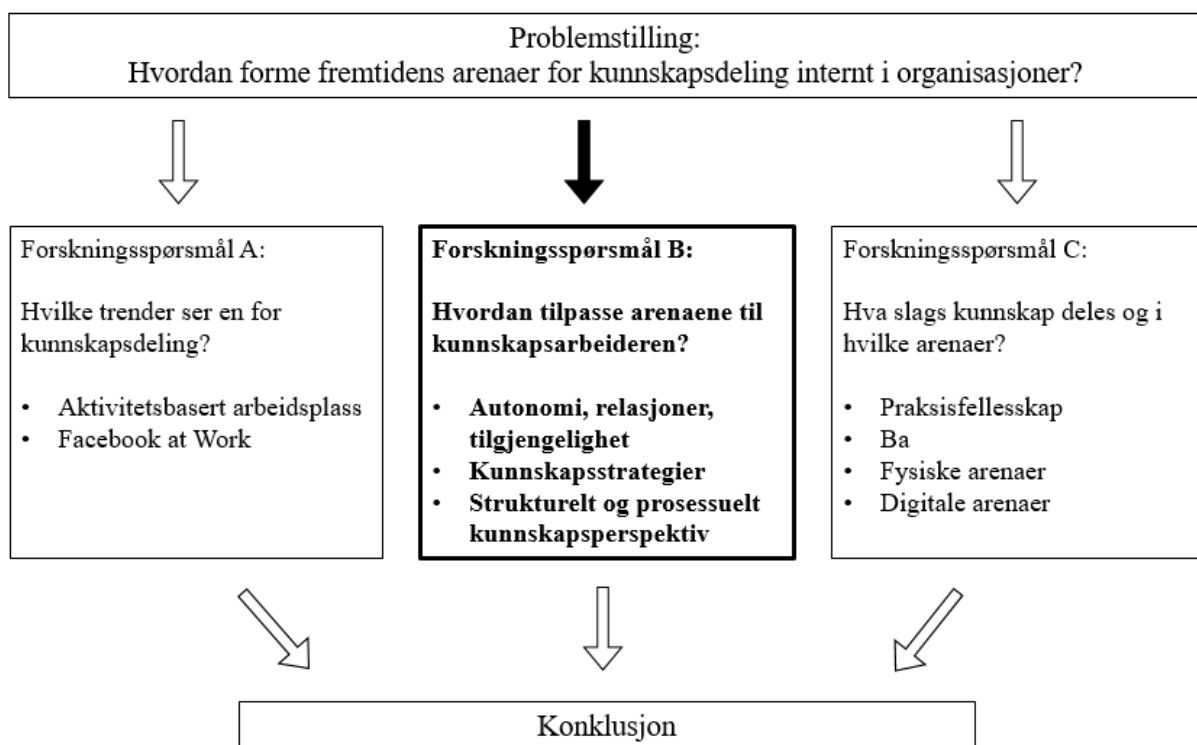 Problemstilling:
Hvordan forme fremtidens arenaer for kunnskapsdeling internt i organisasjoner?
Forskningsspørsmål A:
Hvilke trender ser en for
kunnskapsdeling?
• Aktivitetsbasert arbeidsplass
• Facebook at Work
Forskningsspørsmål B:
Hvordan tilpasse arenaene til
kunnskapsarbeideren?
• Autonomi, relasjoner,
tilgjengelighet
• Kunnskapsstrategier
• Strukturelt og prosessuelt
kunnskapsperspektiv
Forskningsspørsmål C:
Hva slags kunnskap deles og i
hvilke arenaer?
• Praksisfellesskap
• Ba
• Fysiske arenaer
• Digitale arenaer
Konklusjon